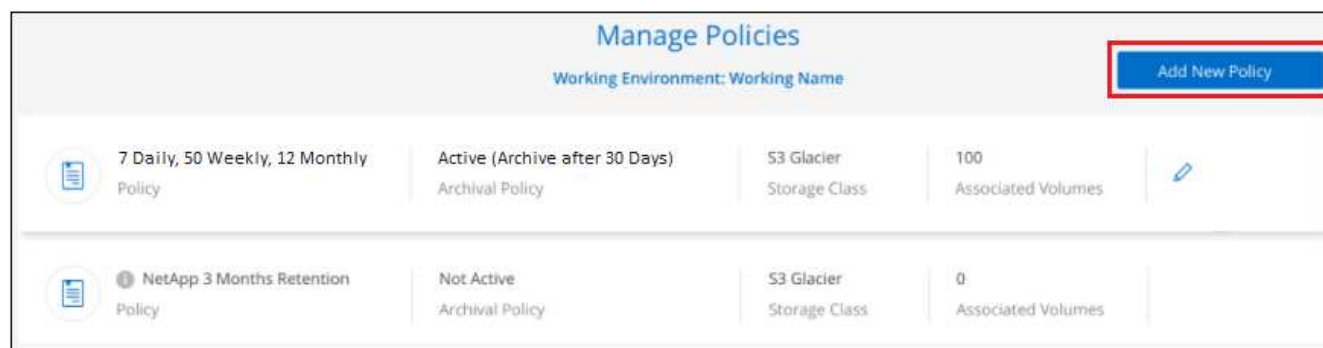 Manage Policies
Working Environment: Working Name
Add New Policy
7 Daily, 50 Weekly, 12 Monthly
Policy
Active (Archive after 30 Days)
Archival Policy
S3 Glacier
Storage Class
100
Associated Volumes
NetApp 3 Months Retention
Policy
Not Active
Archival Policy
S3 Glacier
Storage Class
0
Associated Volumes